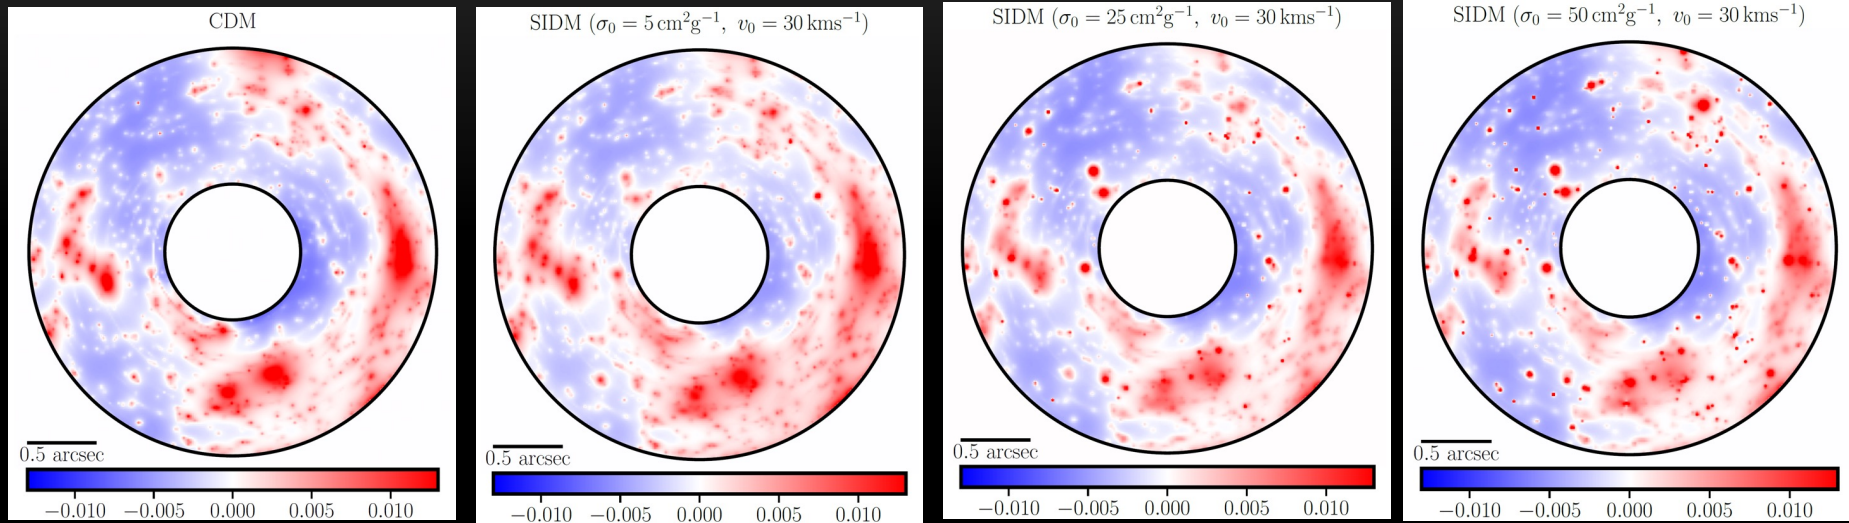 CDM
0.5 arcsec
−0.010 −0.005 0.000 0.005 0.010
SIDM (σ₀ = 5 cm²g⁻¹, v₀ = 30 kms⁻¹)
0.5 arcsec
−0.010 −0.005 0.000 0.005 0.010
SIDM (σ₀ = 25 cm²g⁻¹, v₀ = 30 kms⁻¹)
0.5 arcsec
−0.010 −0.005 0.000 0.005 0.010
SIDM (σ₀ = 50 cm²g⁻¹, v₀ = 30 kms⁻¹)
0.5 arcsec
−0.010 −0.005 0.000 0.005 0.010